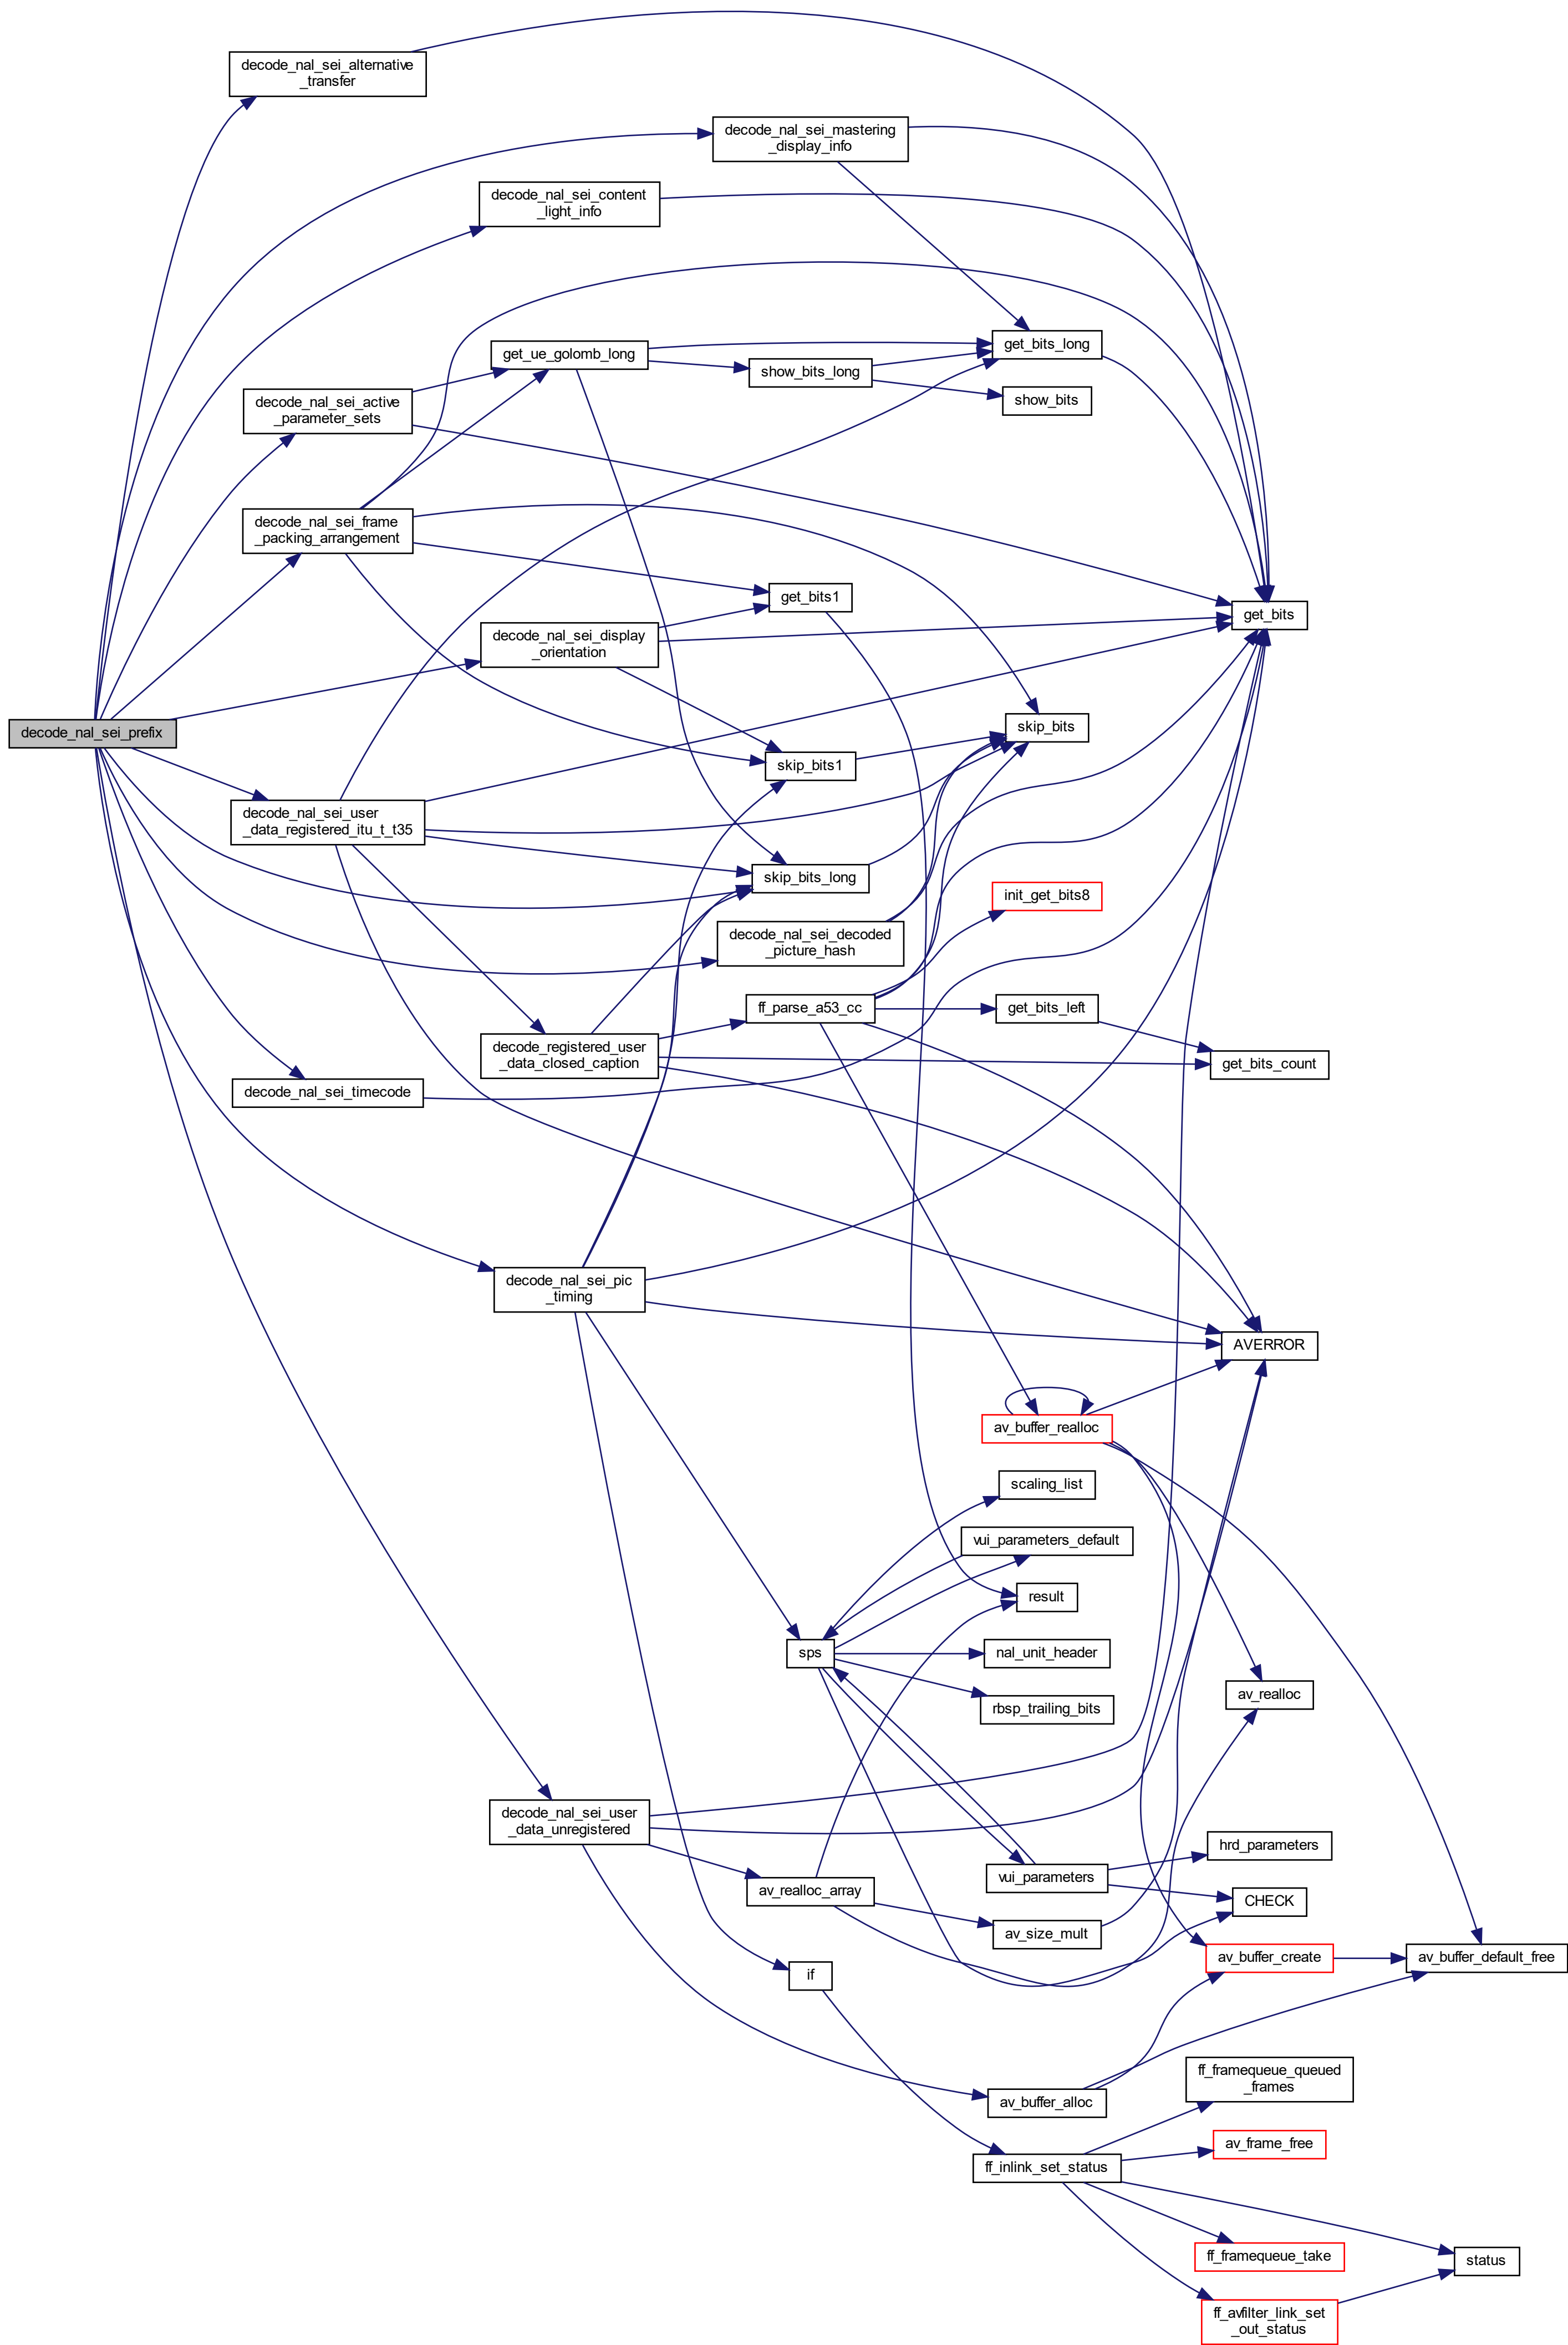 decode_nal_sei_alternative
_transfer
decode_nal_sei_mastering
_display_info
decode_nal_sei_content
_light_info
get_bits_long
get_ue_golomb_long
show_bits_long
show_bits
decode_nal_sei_active
_parameter_sets
decode_nal_sei_frame
_packing_arrangement
get_bits1
get_bits
decode_nal_sei_display
_orientation
skip_bits
decode_nal_sei_prefix
skip_bits1
decode_nal_sei_user
_data_registered_itu_t_t35
skip_bits_long
init_get_bits8
decode_nal_sei_decoded
_picture_hash
ff_parse_a53_cc
get_bits_left
decode_registered_user
_data_closed_caption
get_bits_count
decode_nal_sei_timecode
decode_nal_sei_pic
_timing
AVERROR
av_buffer_realloc
scaling_list
vui_parameters_default
result
sps
nal_unit_header
av_realloc
rbsp_trailing_bits
decode_nal_sei_user
_data_unregistered
hrd_parameters
vui_parameters
av_realloc_array
CHECK
av_size_mult
av_buffer_create
av_buffer_default_free
if
ff_framequeue_queued
_frames
av_buffer_alloc
av_frame_free
ff_inlink_set_status
ff_framequeue_take
status
ff_avfilter_link_set
_out_status